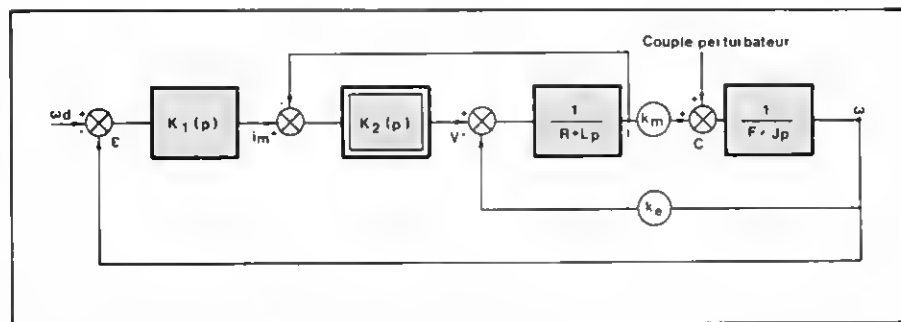 Couple perturbateur
ωd + - ε
K₁(p)
iₘ + -
K₂(p)
V + -
1
R+Lp
I
kₘ
+ +
C
1
F+Jp
ω
kₑ